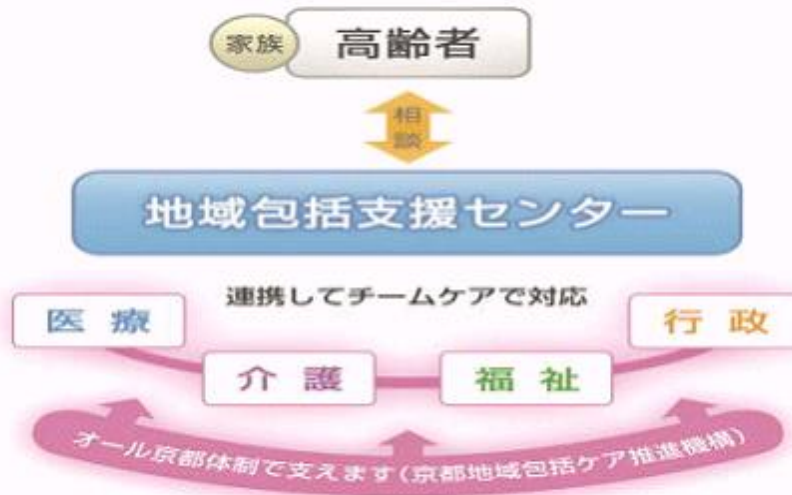 家族
高齢者
相談
地域包括支援センター
連携してチームケアで対応
医療
行政
介護
福祉
オール京都体制で支えます(京都地域包括ケア推進機構)